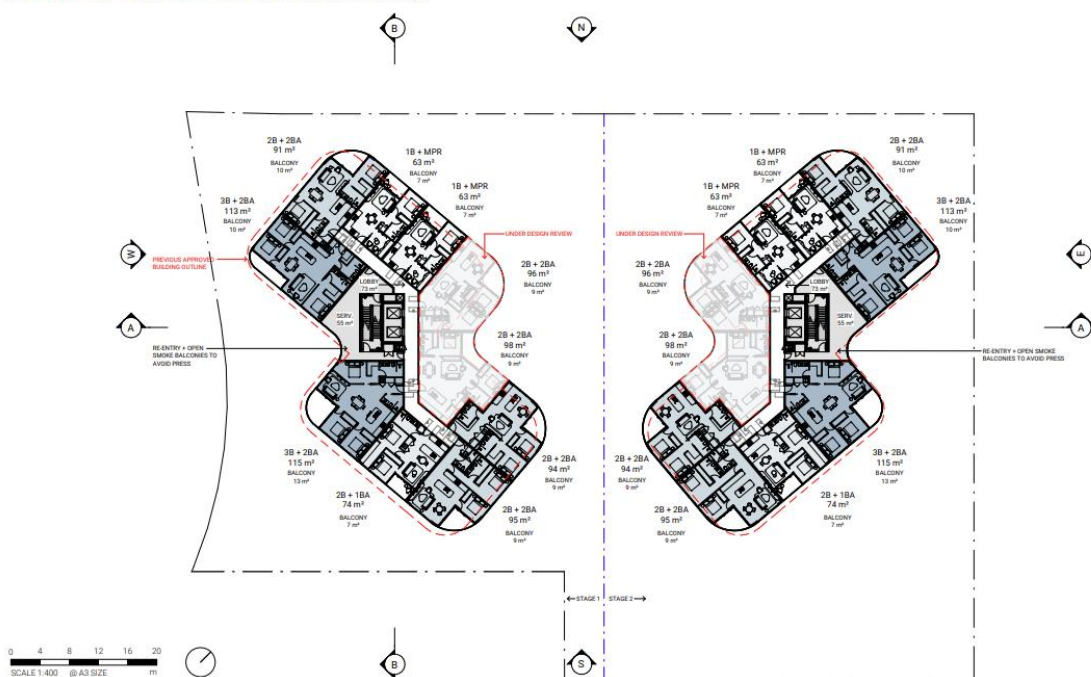 B
N
2B + 2BA
91 m²
BALCONY
10 m²
1B + MPR
63 m²
BALCONY
7 m²
1B + MPR
63 m²
BALCONY
7 m²
3B + 2BA
113 m²
BALCONY
10 m²
W
PREVIOUS APPROVED
BUILDING OUTLINE
UNDER DESIGN REVIEW
2B + 2BA
96 m²
BALCONY
9 m²
LOBBY
73 m²
SERV.
55 m²
A
RE-ENTRY + OPEN
SMOKE BALCONIES TO
AVOID PRESS
2B + 2BA
98 m²
BALCONY
9 m²
3B + 2BA
115 m²
BALCONY
13 m²
2B + 1BA
74 m²
BALCONY
7 m²
2B + 2BA
94 m²
BALCONY
9 m²
2B + 2BA
95 m²
BALCONY
9 m²
1B + MPR
63 m²
BALCONY
7 m²
1B + MPR
63 m²
BALCONY
7 m²
2B + 2BA
91 m²
BALCONY
10 m²
3B + 2BA
113 m²
BALCONY
10 m²
E
UNDER DESIGN REVIEW
2B + 2BA
96 m²
BALCONY
9 m²
LOBBY
73 m²
SERV.
55 m²
A
RE-ENTRY + OPEN SMOKE
BALCONIES TO AVOID PRESS
2B + 2BA
98 m²
BALCONY
9 m²
2B + 2BA
94 m²
BALCONY
9 m²
2B + 2BA
95 m²
BALCONY
9 m²
3B + 2BA
115 m²
BALCONY
13 m²
2B + 1BA
74 m²
BALCONY
7 m²
STAGE 1
STAGE 2
0 4 8 12 16 20
SCALE 1:400 @ A3 SIZE m
B
S